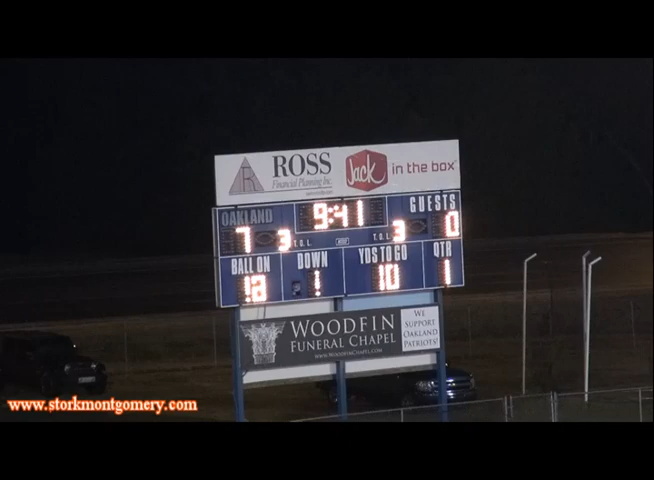 ROSS
Financial Planning Inc.
Jack in the box
OAKLAND
9:41
GUESTS
7 3 T.O.L. T.O.L. 3 0
BALL ON DOWN YDS TO GO QTR
1 10 1
WOODFIN
FUNERAL CHAPEL
WWW.WOODFINCHAPEL.COM
WE
SUPPORT
OAKLAND
PATRIOTS!
www.storkmontgomery.com